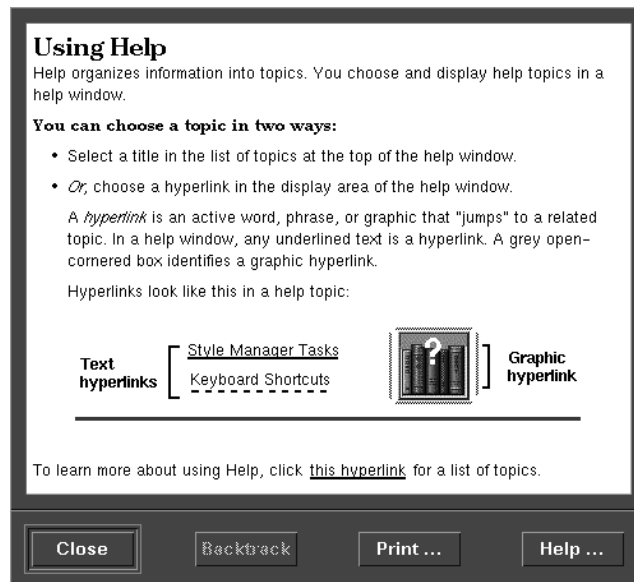 Using Help
Help organizes information into topics. You choose and display help topics in a
help window.
You can choose a topic in two ways:
• Select a title in the list of topics at the top of the help window.
• Or, choose a hyperlink in the display area of the help window.
A hyperlink is an active word, phrase, or graphic that "jumps" to a related
topic. In a help window, any underlined text is a hyperlink. A grey open-
cornered box identifies a graphic hyperlink.
Hyperlinks look like this in a help topic:
Text
hyperlinks
Style Manager Tasks
Keyboard Shortcuts
?
Graphic
hyperlink
To learn more about using Help, click this hyperlink for a list of topics.
Close
Backtrack
Print ...
Help ...